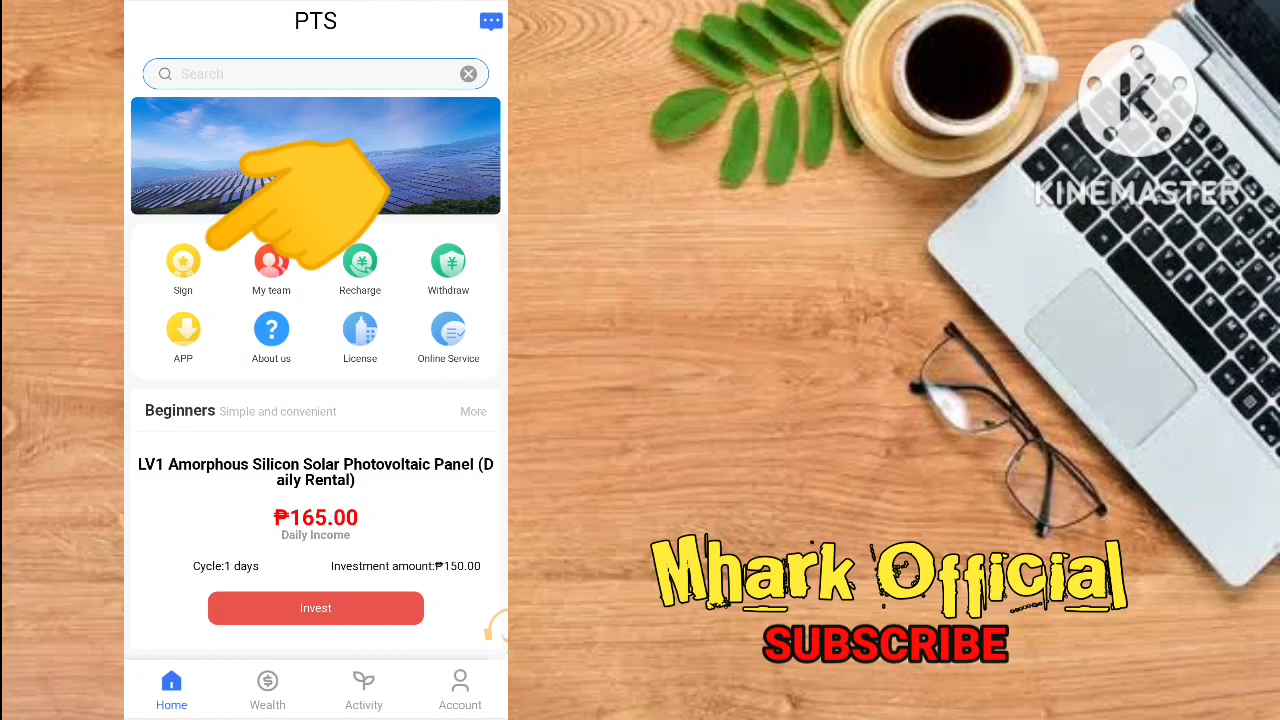 PTS
Search
Sign
My team
Recharge
Withdraw
APP
About us
License
Online Service
Beginners Simple and convenient More
LV1 Amorphous Silicon Solar Photovoltaic Panel (D
aily Rental)
₱165.00
Daily Income
Cycle:1 days Investment amount:₱150.00
Invest
Home
Wealth
Activity
Account
KINEMASTER
Mhark Official
SUBSCRIBE